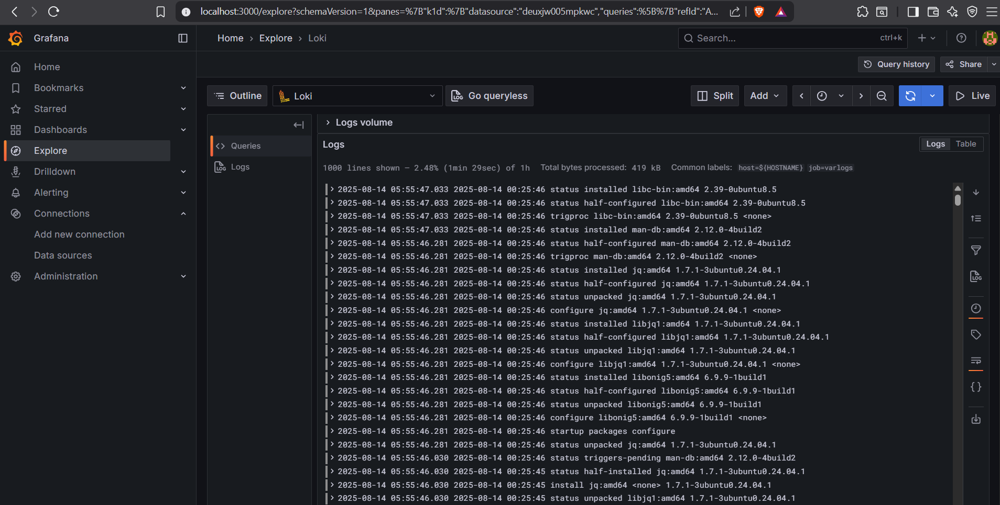 localhost:3000/explore?schemaVersion=1&panes=%7B"k1d":%7B"datasource":"deuxjw005mpkwc","queries":%5B%7B"refId":"A...
Grafana
Home › Explore › Loki
Search... ctrl+k
Home
Bookmarks
Starred
Dashboards
Explore
Drilldown
Alerting
Connections
Add new connection
Data sources
Administration
Query history
Share
Outline
Loki
Go queryless
Split
Add
Live
Queries
Logs
Logs volume
Logs
Logs Table
1000 lines shown — 2.48% (1min 29sec) of 1h Total bytes processed: 419 kB Common labels: host=${HOSTNAME} job=varlogs
2025-08-14 05:55:47.033 2025-08-14 00:25:46 status installed libc-bin:amd64 2.39-0ubuntu8.5
2025-08-14 05:55:47.033 2025-08-14 00:25:46 status half-configured libc-bin:amd64 2.39-0ubuntu8.5
2025-08-14 05:55:47.033 2025-08-14 00:25:46 trigproc libc-bin:amd64 2.39-0ubuntu8.5 <none>
2025-08-14 05:55:47.033 2025-08-14 00:25:46 status installed man-db:amd64 2.12.0-4build2
2025-08-14 05:55:46.281 2025-08-14 00:25:46 status half-configured man-db:amd64 2.12.0-4build2
2025-08-14 05:55:46.281 2025-08-14 00:25:46 trigproc man-db:amd64 2.12.0-4build2 <none>
2025-08-14 05:55:46.281 2025-08-14 00:25:46 status installed jq:amd64 1.7.1-3ubuntu0.24.04.1
2025-08-14 05:55:46.281 2025-08-14 00:25:46 status half-configured jq:amd64 1.7.1-3ubuntu0.24.04.1
2025-08-14 05:55:46.281 2025-08-14 00:25:46 status unpacked jq:amd64 1.7.1-3ubuntu0.24.04.1
2025-08-14 05:55:46.281 2025-08-14 00:25:46 configure jq:amd64 1.7.1-3ubuntu0.24.04.1 <none>
2025-08-14 05:55:46.281 2025-08-14 00:25:46 status installed libjq1:amd64 1.7.1-3ubuntu0.24.04.1
2025-08-14 05:55:46.281 2025-08-14 00:25:46 status half-configured libjq1:amd64 1.7.1-3ubuntu0.24.04.1
2025-08-14 05:55:46.281 2025-08-14 00:25:46 status unpacked libjq1:amd64 1.7.1-3ubuntu0.24.04.1
2025-08-14 05:55:46.281 2025-08-14 00:25:46 configure libjq1:amd64 1.7.1-3ubuntu0.24.04.1 <none>
2025-08-14 05:55:46.281 2025-08-14 00:25:46 status installed libonig5:amd64 6.9.9-1build1
2025-08-14 05:55:46.281 2025-08-14 00:25:46 status half-configured libonig5:amd64 6.9.9-1build1
2025-08-14 05:55:46.281 2025-08-14 00:25:46 status unpacked libonig5:amd64 6.9.9-1build1
2025-08-14 05:55:46.281 2025-08-14 00:25:46 configure libonig5:amd64 6.9.9-1build1 <none>
2025-08-14 05:55:46.281 2025-08-14 00:25:46 startup packages configure
2025-08-14 05:55:46.281 2025-08-14 00:25:46 status unpacked jq:amd64 1.7.1-3ubuntu0.24.04.1
2025-08-14 05:55:46.030 2025-08-14 00:25:46 status triggers-pending man-db:amd64 2.12.0-4build2
2025-08-14 05:55:46.030 2025-08-14 00:25:45 status half-installed jq:amd64 1.7.1-3ubuntu0.24.04.1
2025-08-14 05:55:46.030 2025-08-14 00:25:45 install jq:amd64 <none> 1.7.1-3ubuntu0.24.04.1
2025-08-14 05:55:46.030 2025-08-14 00:25:45 status unpacked libjq1:amd64 1.7.1-3ubuntu0.24.04.1